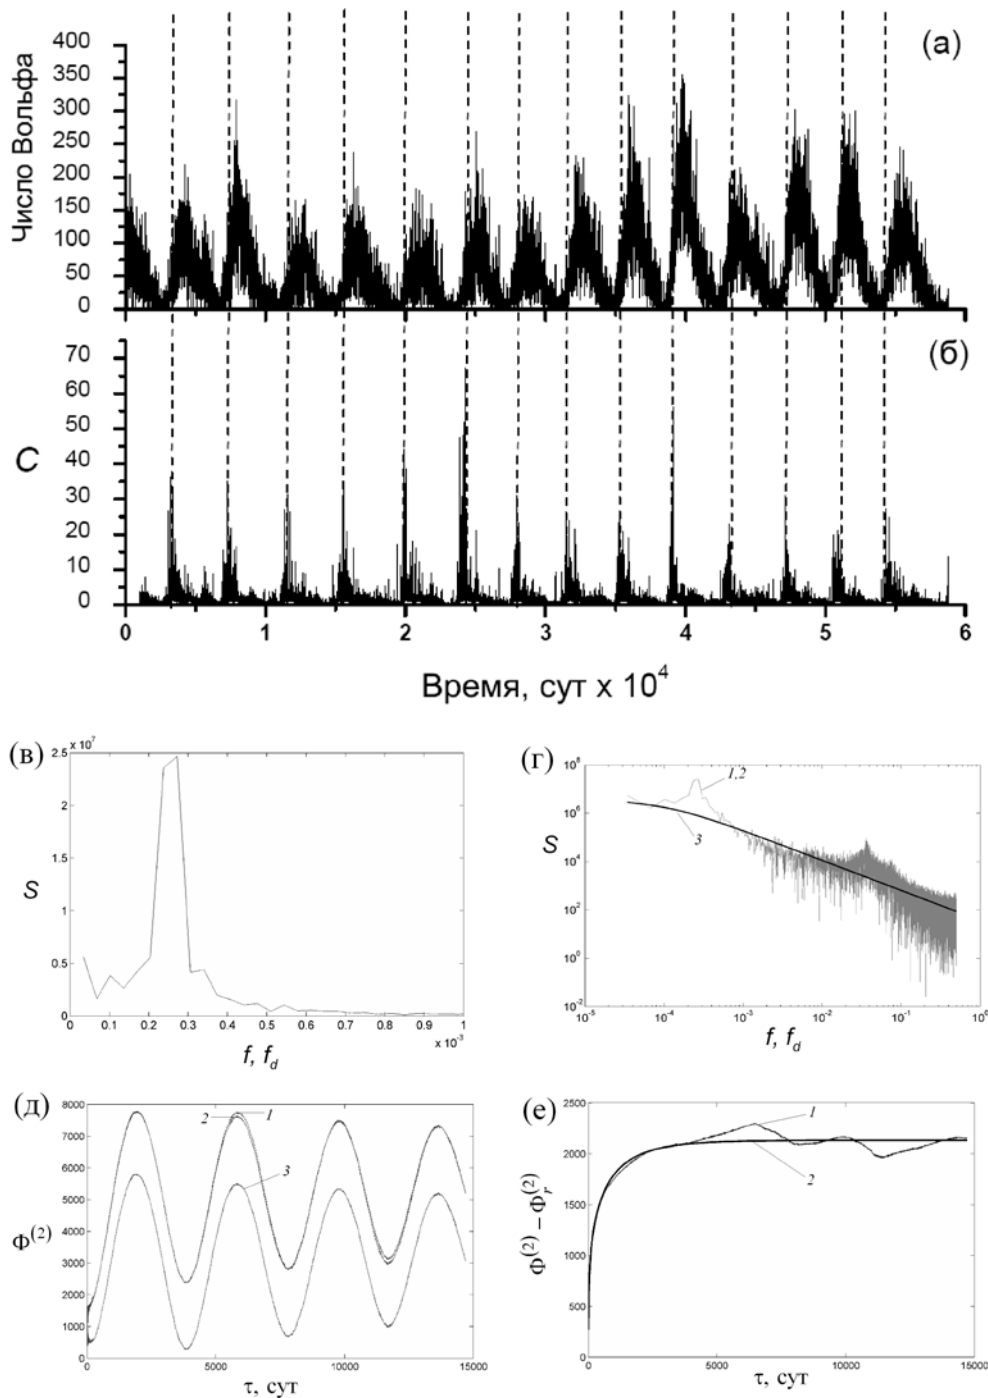 (а)
Число Вольфа
400
350
300
250
200
150
100
50
0
(б)
C
70
60
50
40
30
20
10
0
0 1 2 3 4 5 6
Время, сут x 10⁴
(в)
x 10⁷
2.5
2
1.5
1
0.5
0
S
0 0.1 0.2 0.3 0.4 0.5 0.6 0.7 0.8 0.9 1
x 10⁻³
f, f_d
(г)
10⁸
10⁶
10⁴
10²
10⁰
10⁻²
S
1,2
3
10⁻⁵ 10⁻⁴ 10⁻³ 10⁻² 10⁻¹ 10⁰
f, f_d
(д)
8000
7000
6000
5000
4000
3000
2000
1000
0
Φ⁽²⁾
1
2
3
0 5000 10000 15000
τ, сут
(е)
2500
2000
1500
1000
500
0
Φ⁽²⁾ – Φ_r⁽²⁾
1
2
0 5000 10000 15000
τ, сут